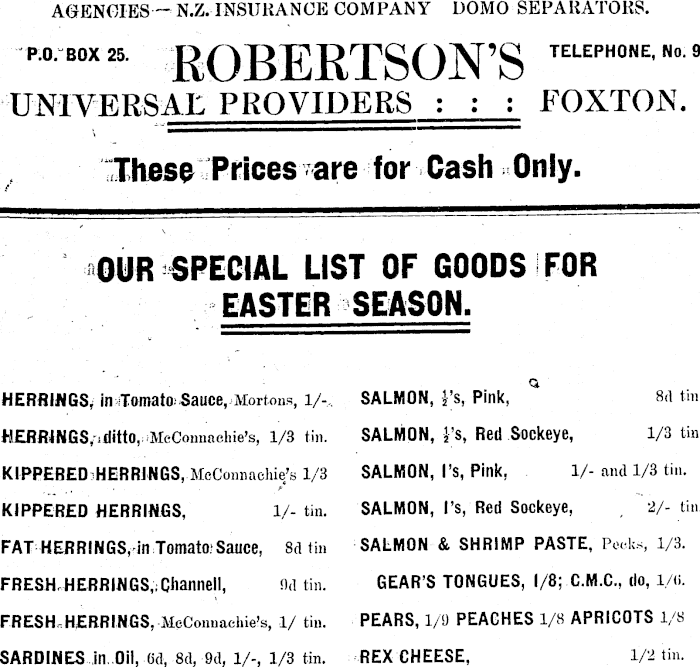 AGENCIES — N.Z. INSURANCE COMPANY DOMO SEPARATORS.
P.O. BOX 25. ROBERTSON'S TELEPHONE, No. 9
UNIVERSAL PROVIDERS : : : FOXTON.
These Prices are for Cash Only.
OUR SPECIAL LIST OF GOODS FOR
EASTER SEASON.
HERRINGS, in Tomato Sauce, Mortons, 1/-
HERRINGS, ditto, McConnachie's, 1/3 tin.
KIPPERED HERRINGS, McConnachie's 1/3
KIPPERED HERRINGS, 1/- tin.
FAT HERRINGS, in Tomato Sauce, 8d tin
FRESH HERRINGS, Channell, 9d tin.
FRESH HERRINGS, McConnachie's, 1/ tin.
SARDINES in Oil, 6d, 8d, 9d, 1/-, 1/3 tin.
SALMON, ½'s, Pink, 8d tin
SALMON, ½'s, Red Sockeye, 1/3 tin
SALMON, I's, Pink, 1/- and 1/3 tin.
SALMON, I's, Red Sockeye, 2/- tin
SALMON & SHRIMP PASTE, Pecks, 1/3.
GEAR'S TONGUES, 1/8; C.M.C., do, 1/6.
PEARS, 1/9 PEACHES 1/8 APRICOTS 1/8
REX CHEESE, 1/2 tin.